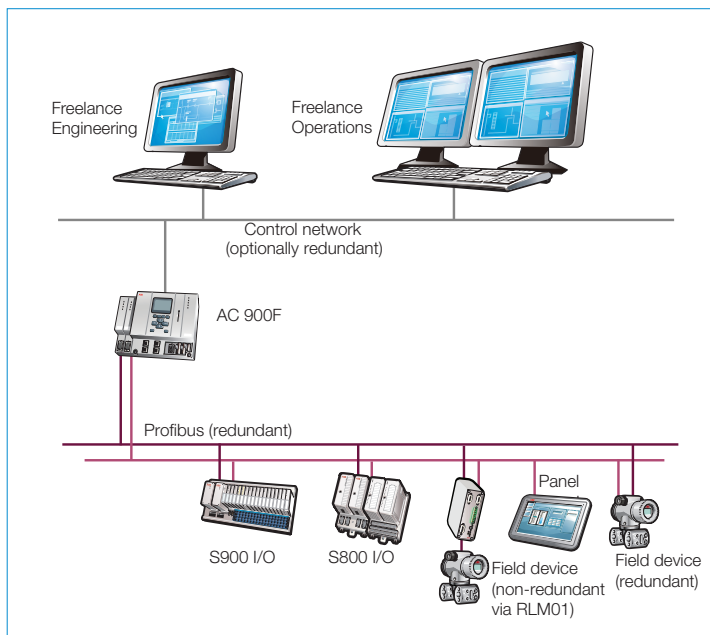 Freelance
Engineering
Freelance
Operations
Control network
(optionally redundant)
AC 900F
Profibus (redundant)
S900 I/O
S800 I/O
Field device
(non-redundant
via RLM01)
Panel
Field device
(redundant)